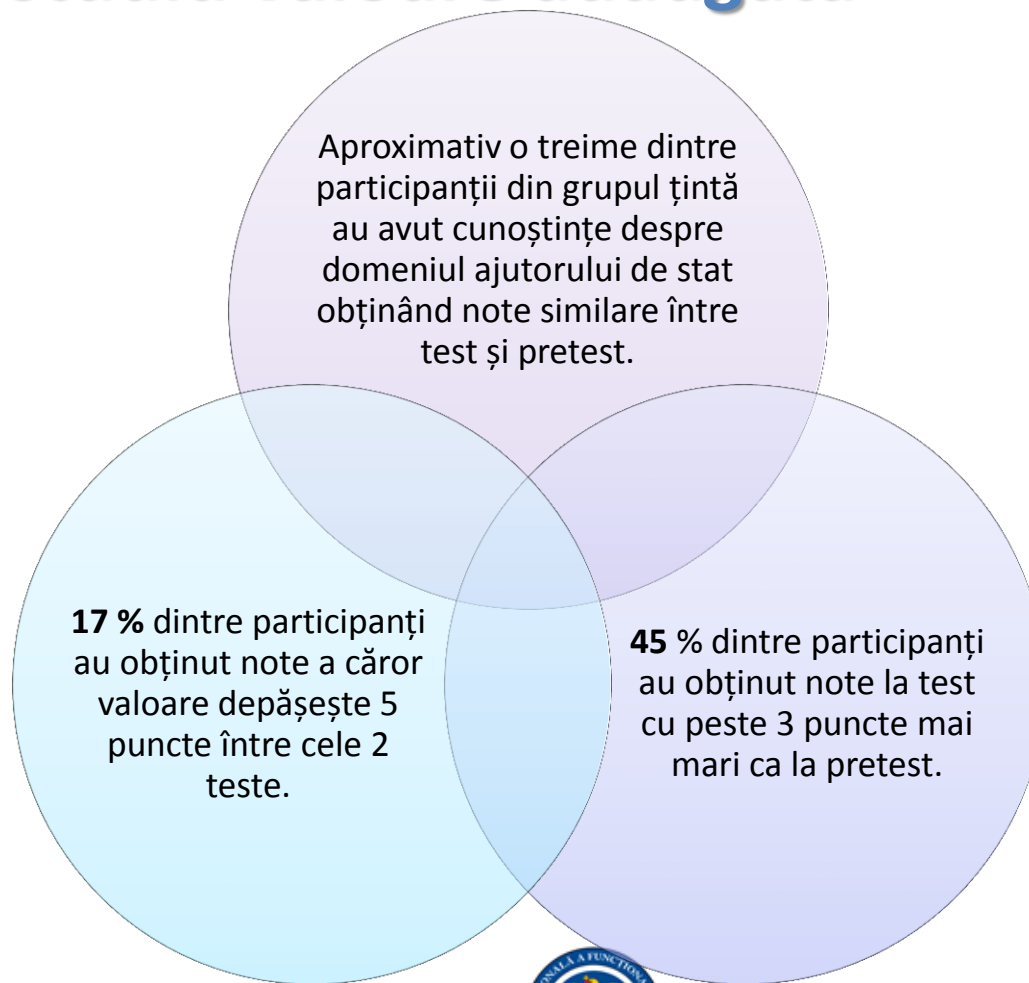 Aproximativ o treime dintre
participanții din grupul țintă
au avut cunoștințe despre
domeniul ajutorului de stat
obținând note similare între
test și pretest.
17 % dintre participanți
au obținut note a căror
valoare depășește 5
puncte între cele 2
teste.
45 % dintre participanți
au obținut note la test
cu peste 3 puncte mai
mari ca la pretest.